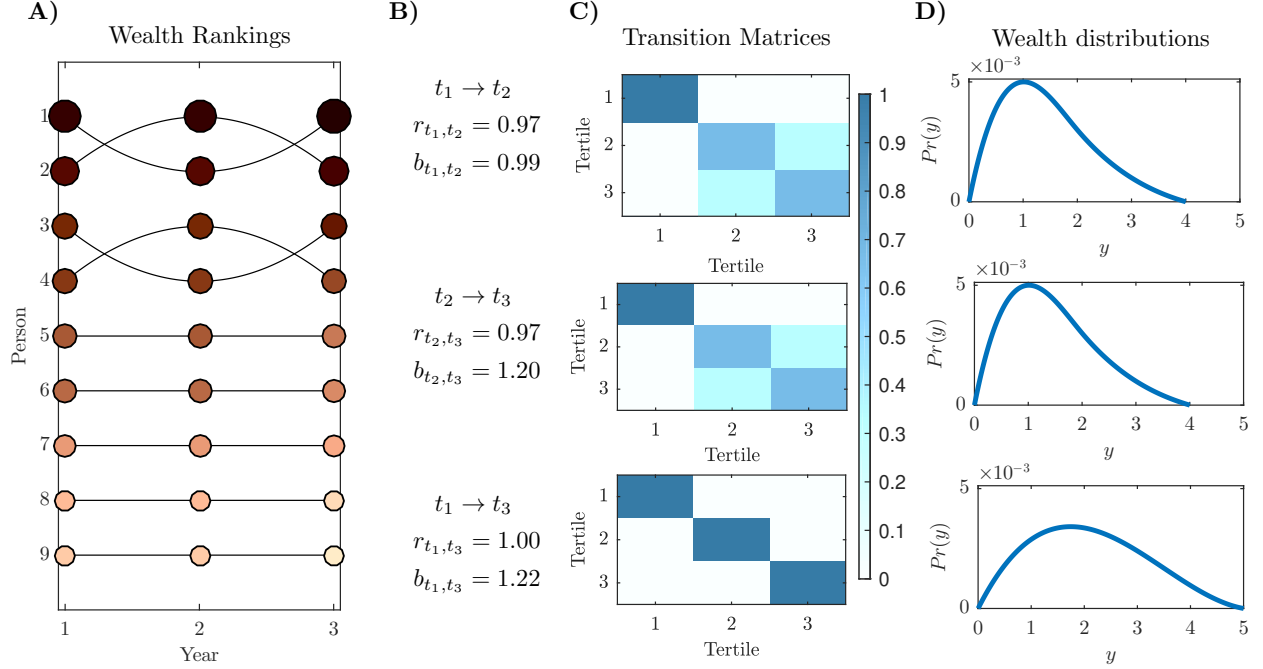 A)
Wealth Rankings
Person
1
2
3
4
5
6
7
8
9
1 2 3
Year
B)
t₁ → t₂
r_{t₁,t₂} = 0.97
b_{t₁,t₂} = 0.99
t₂ → t₃
r_{t₂,t₃} = 0.97
b_{t₂,t₃} = 1.20
t₁ → t₃
r_{t₁,t₃} = 1.00
b_{t₁,t₃} = 1.22
C)
Transition Matrices
Tertile
1
2
3
1 2 3
Tertile
Tertile
1
2
3
1 2 3
Tertile
Tertile
1
2
3
1 2 3
Tertile
1
0.9
0.8
0.7
0.6
0.5
0.4
0.3
0.2
0.1
0
D)
Wealth distributions
×10⁻³
5
Pr(y)
0
0 1 2 3 4 5
y
×10⁻³
5
Pr(y)
0
0 1 2 3 4 5
y
×10⁻³
5
Pr(y)
0
0 1 2 3 4 5
y